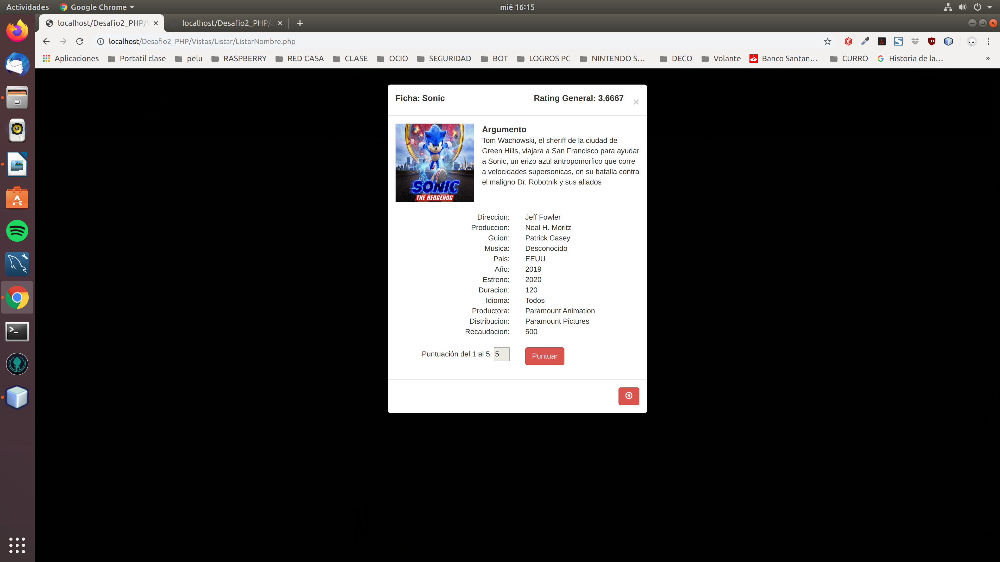 Actividades
Google Chrome
mié 16:15
localhost/Desafio2_PHP/V
localhost/Desafio2_PHP/a
localhost/Desafio2_PHP/Vistas/Listar/ListarNombre.php
Aplicaciones
Portatil clase
pelu
RASPBERRY
RED CASA
CLASE
OCIO
SEGURIDAD
BOT
LOGROS PC
NINTENDO S...
DECO
Volante
Banco Santan...
CURRO
Historia de la...
»
Ficha: Sonic
Rating General: 3.6667
×
SONIC
THE HEDGEHOG
Argumento
Tom Wachowski, el sheriff de la ciudad de
Green Hills, viajara a San Francisco para ayudar
a Sonic, un erizo azul antropomorfico que corre
a velocidades supersonicas, en su batalla contra
el maligno Dr. Robotnik y sus aliados
Direccion: Jeff Fowler
Produccion: Neal H. Moritz
Guion: Patrick Casey
Musica: Desconocido
Pais: EEUU
Año: 2019
Estreno: 2020
Duracion: 120
Idioma: Todos
Productora: Paramount Animation
Distribucion: Paramount Pictures
Recaudacion: 500
Puntuación del 1 al 5: 5
Puntuar